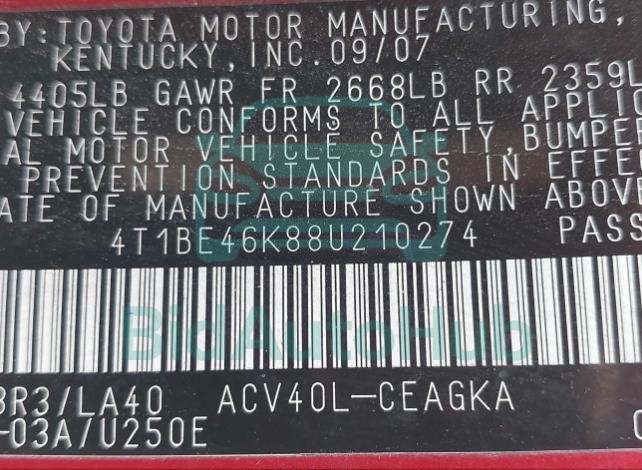 BY: TOYOTA MOTOR MANUFACTURING,
KENTUCKY, INC. 09/07
4405LB GAWR FR 2668LB RR 2359L
VEHICLE CONFORMS TO ALL APPLIC
AL MOTOR VEHICLE SAFETY, BUMPER
PREVENTION STANDARDS IN EFFEC
ATE OF MANUFACTURE SHOWN ABOVE
4T1BE46K88U210274 PASS
BidAutoHub
3R3/LA40 ACV40L-CEAGKA
-03A/U250E